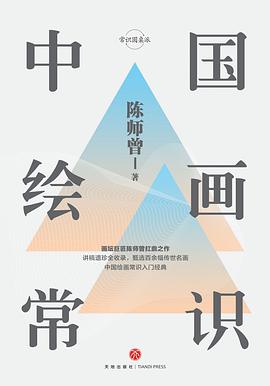 常识圆桌派
中国
绘画
常识
陈师曾 著
画坛巨匠陈师曾扛鼎之作
讲稿遗珍全收录，甄选百余幅传世名画
中国绘画常识入门经典
天地出版社 | TIANDI PRESS